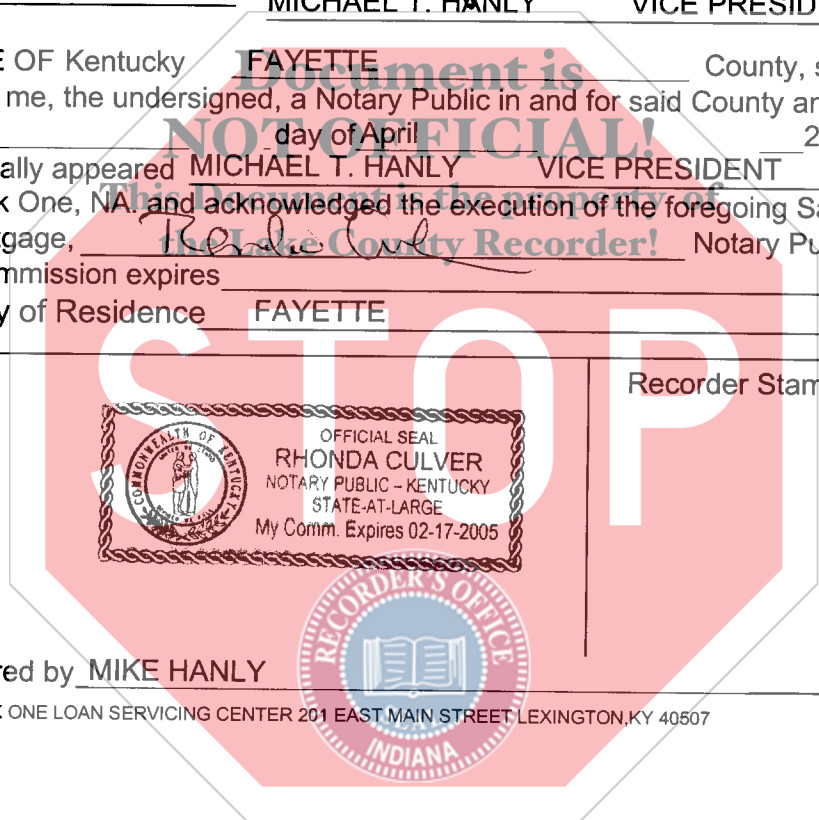 MICHAEL T. HANLY VICE PRESID
E OF Kentucky FAYETTE County, s
Document is
me, the undersigned, a Notary Public in and for said County an
NOT OFFICIAL!
day of April 2
ally appeared MICHAEL T. HANLY VICE PRESIDENT
This Document is the property of
k One, NA. and acknowledged the execution of the foregoing Sa
the Lake County Recorder!
gage, Rhonda Culver Notary Pu
mmission expires
y of Residence FAYETTE
STOP
Recorder Stam
COMMONWEALTH OF KENTUCKY
OFFICIAL SEAL
RHONDA CULVER
NOTARY PUBLIC – KENTUCKY
STATE-AT-LARGE
My Comm. Expires 02-17-2005
RECORDER'S OFFICE
INDIANA
red by MIKE HANLY
K ONE LOAN SERVICING CENTER 201 EAST MAIN STREET LEXINGTON,KY 40507